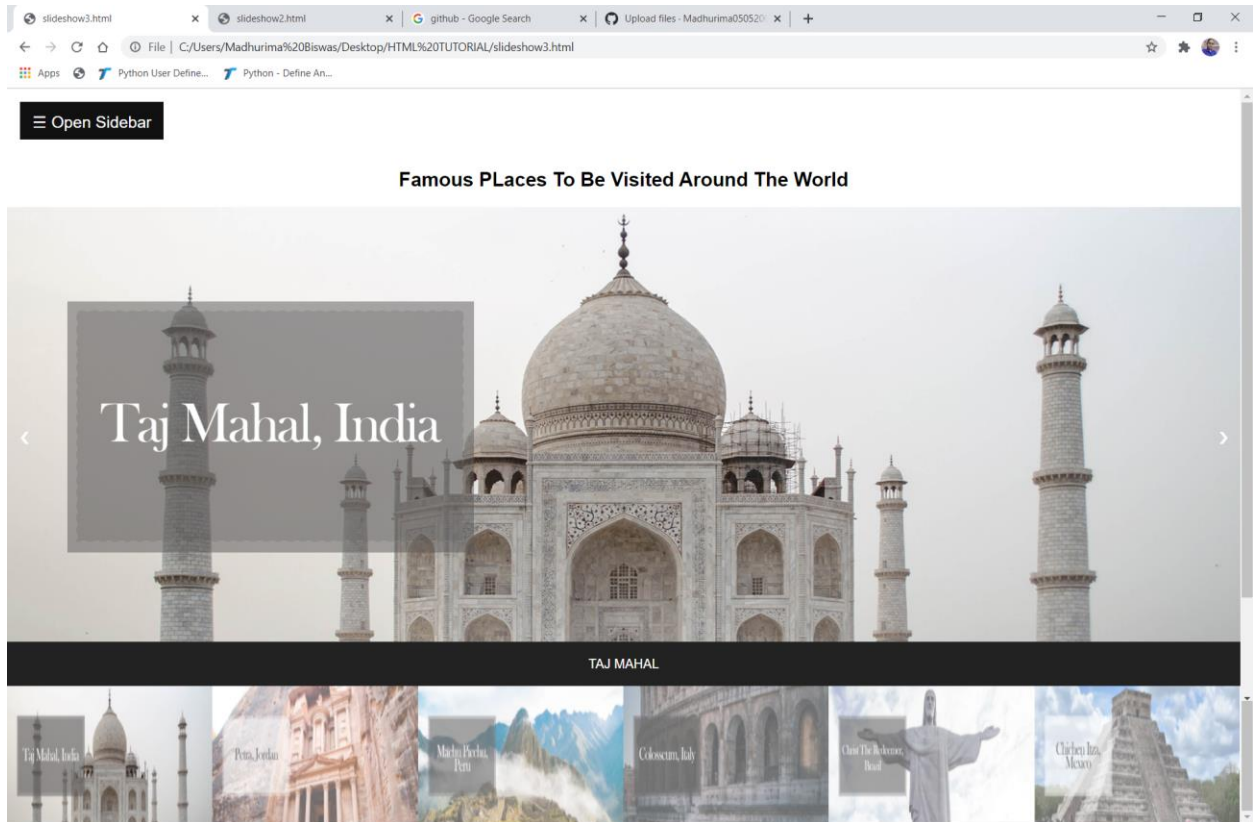 slideshow3.html
slideshow2.html
github - Google Search
Upload files · Madhurima050520
File | C:/Users/Madhurima%20Biswas/Desktop/HTML%20TUTORIAL/slideshow3.html
Apps
Python User Define...
Python - Define An...
☰ Open Sidebar
Famous PLaces To Be Visited Around The World
Taj Mahal, India
TAJ MAHAL
Taj Mahal, India
Petra, Jordan
Machu Picchu,
Peru
Colosseum, Italy
Christ The Redeemer,
Brazil
Chichen Itza,
Mexico